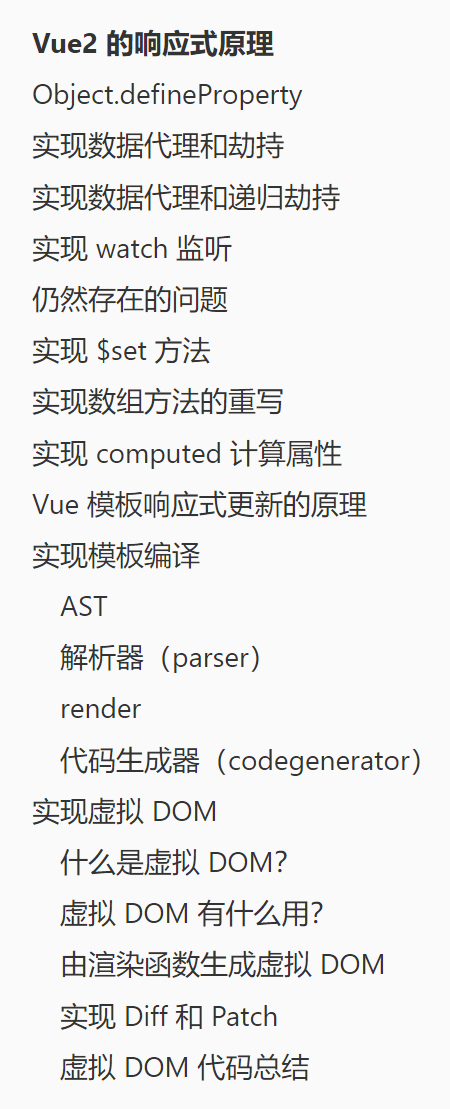 Vue2 的响应式原理
Object.defineProperty
实现数据代理和劫持
实现数据代理和递归劫持
实现 watch 监听
仍然存在的问题
实现 $set 方法
实现数组方法的重写
实现 computed 计算属性
Vue 模板响应式更新的原理
实现模板编译
AST
解析器（parser）
render
代码生成器（codegenerator）
实现虚拟 DOM
什么是虚拟 DOM？
虚拟 DOM 有什么用？
由渲染函数生成虚拟 DOM
实现 Diff 和 Patch
虚拟 DOM 代码总结